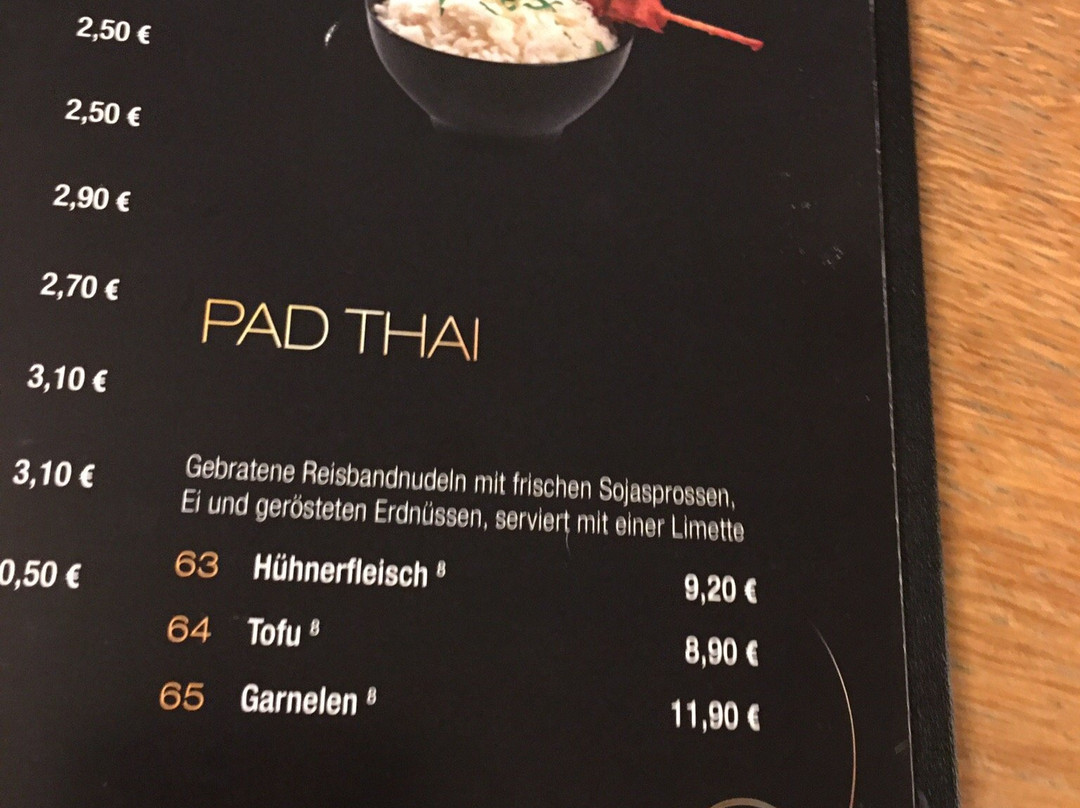 2,50 €
2,50 €
2,90 €
2,70 €
3,10 €
3,10 €
0,50 €
PAD THAI
Gebratene Reisbandnudeln mit frischen Sojasprossen,
Ei und gerösteten Erdnüssen, serviert mit einer Limette
63 Hühnerfleisch 8 9,20 €
64 Tofu 8 8,90 €
65 Garnelen 8 11,90 €